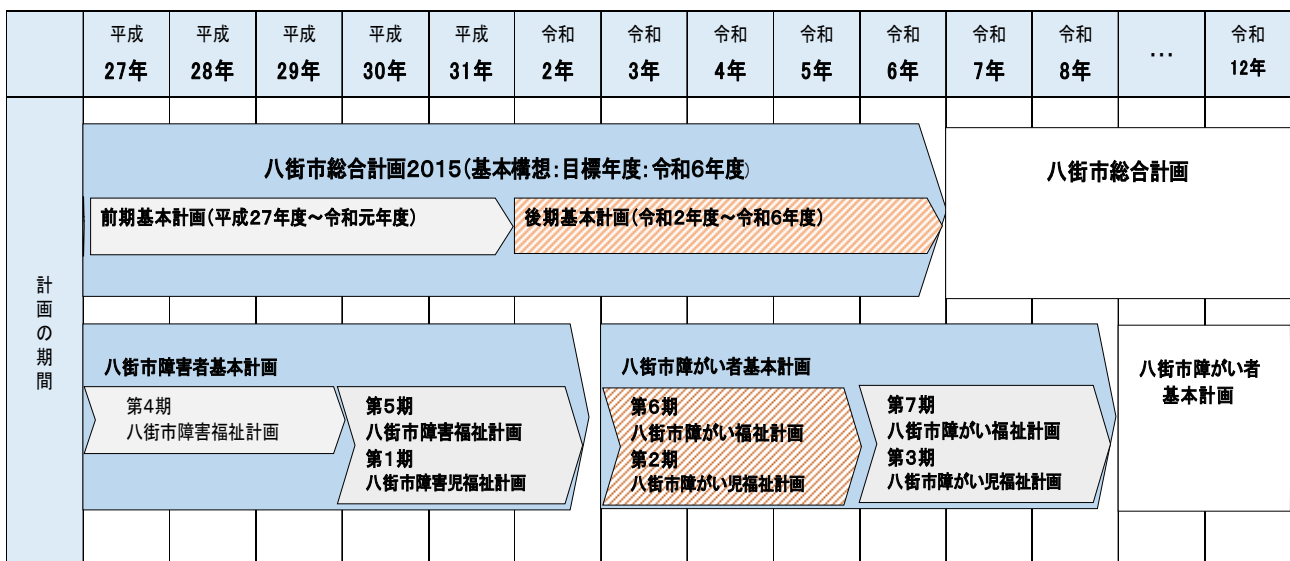 平成 平成 平成 平成 平成 令和 令和 令和 令和 令和 令和 令和 … 令和
27年 28年 29年 30年 31年 2年 3年 4年 5年 6年 7年 8年 12年
計画の期間
八街市総合計画2015(基本構想:目標年度:令和6年度)
八街市総合計画
前期基本計画(平成27年度～令和元年度)
後期基本計画(令和2年度～令和6年度)
八街市障害者基本計画
第4期
八街市障害福祉計画
第5期
八街市障害福祉計画
第1期
八街市障害児福祉計画
八街市障がい者基本計画
第6期
八街市障がい福祉計画
第2期
八街市障がい児福祉計画
第7期
八街市障がい福祉計画
第3期
八街市障がい児福祉計画
八街市障がい者
基本計画